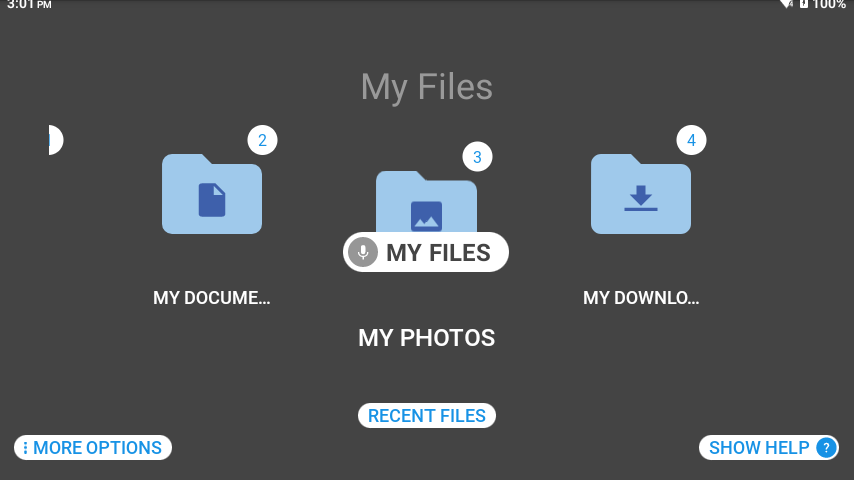 3:01 PM
100%
My Files
2
3
4
MY FILES
MY DOCUME...
MY DOWNLO...
MY PHOTOS
RECENT FILES
MORE OPTIONS
SHOW HELP ?